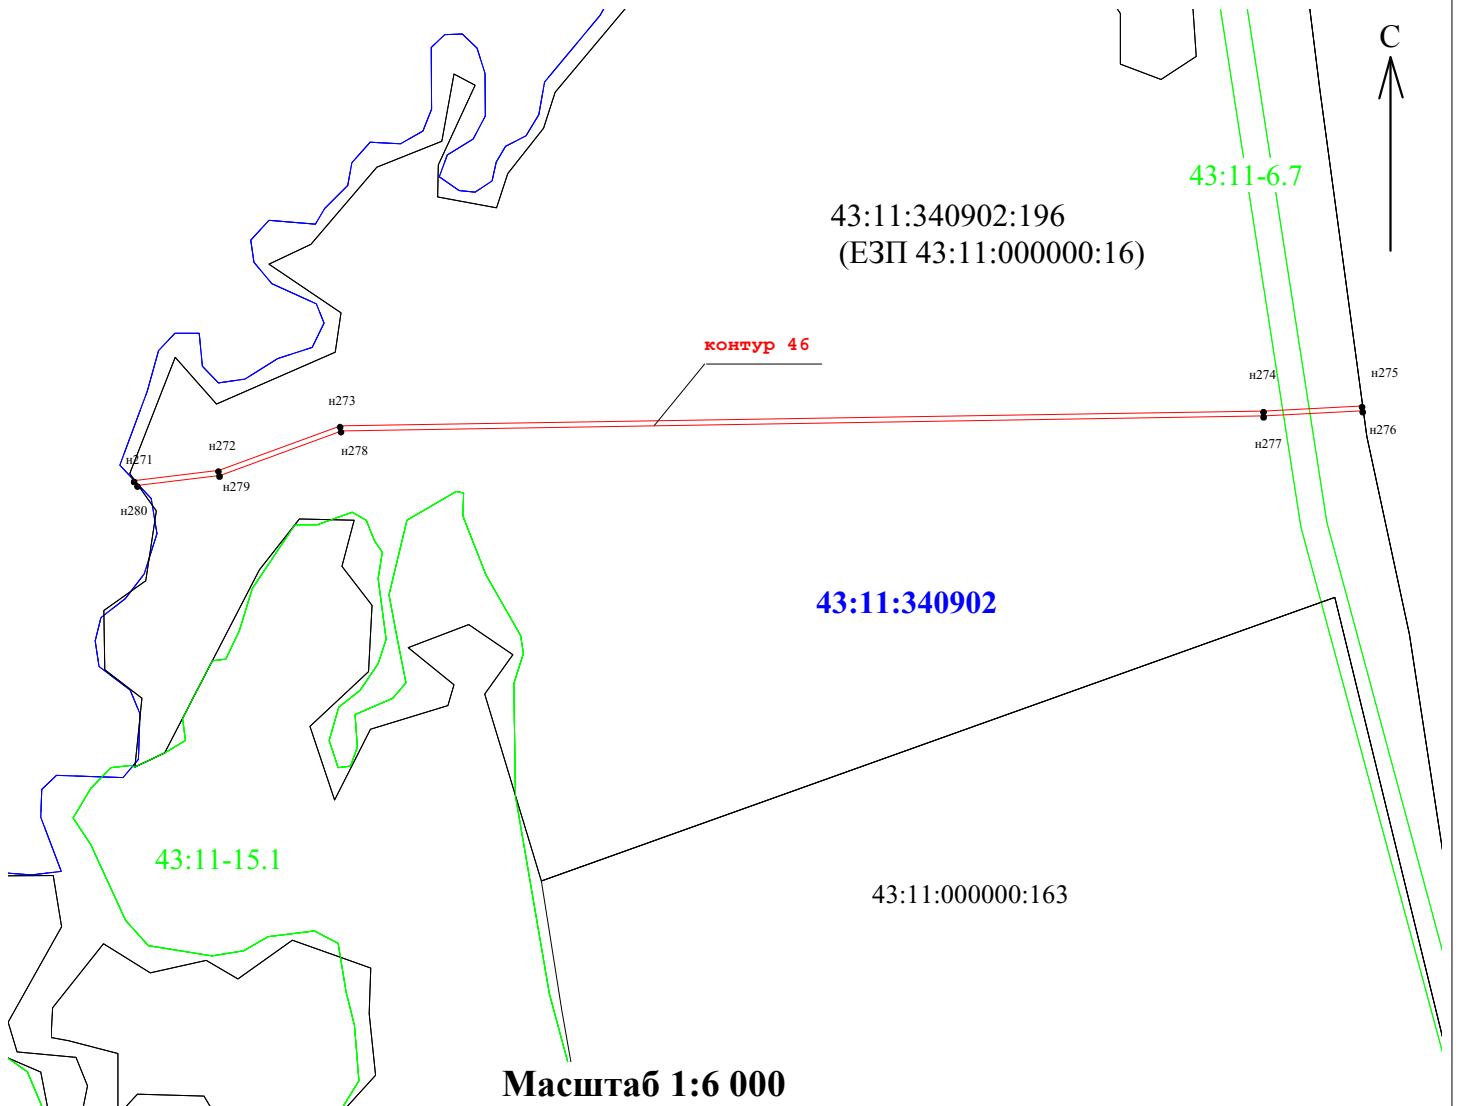 С
43:11-6.7
43:11:340902:196
(ЕЗП 43:11:000000:16)
контур 46
н275
н274
н273
н276
н277
н272
н278
н271
н279
н280
43:11:340902
43:11-15.1
43:11:000000:163
Масштаб 1:6 000